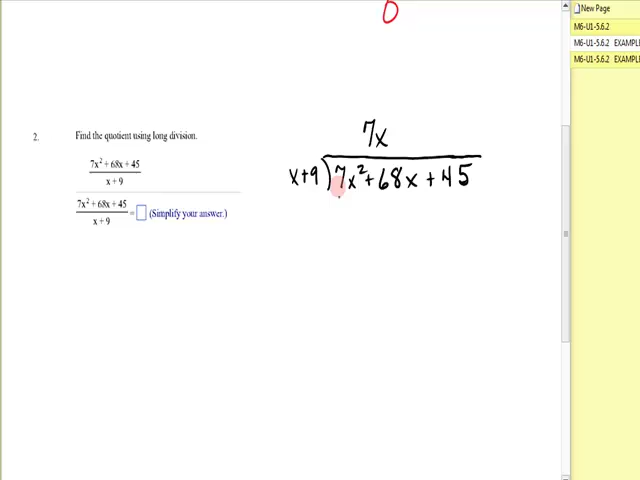 0
New Page
M6-U1-5.6.2
M6-U1-5.6.2 EXAMPLE
M6-U1-5.6.2 EXAMP
2. Find the quotient using long division.
7x² + 68x + 45
x + 9
7x² + 68x + 45
x + 9
= (Simplify your answer.)
7x
x+9 7x²+68x+45